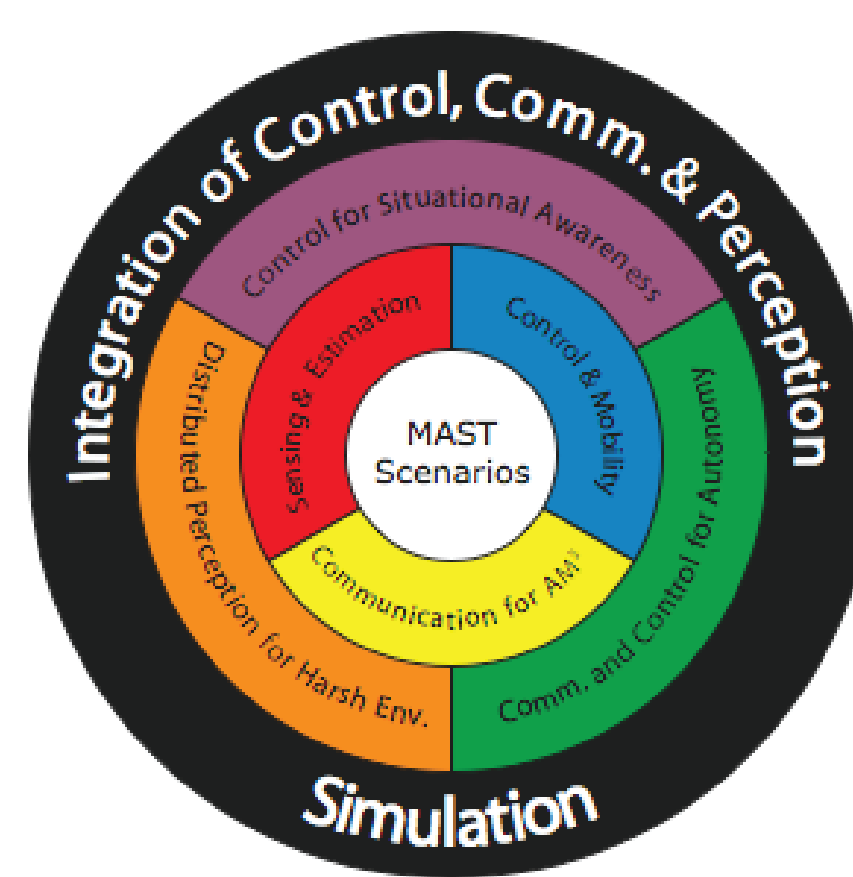 Integration of Control, Comm. & Perception
Control for Situational Awareness
Sensing & Estimation
Control & Mobility
MAST
Scenarios
Distributed Perception for Harsh Env.
Comm. and Control for Autonomy
Communication for AM³
Simulation